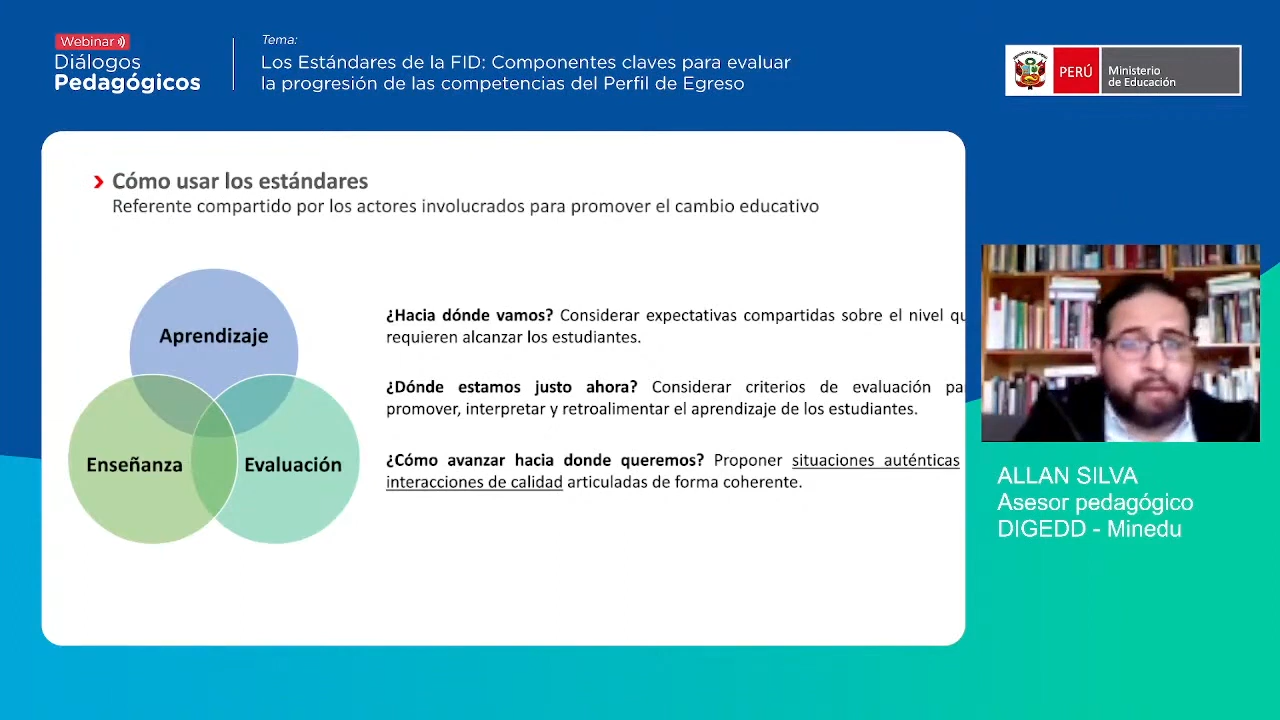 Webinar
Diálogos
Pedagógicos
Tema:
Los Estándares de la FID: Componentes claves para evaluar
la progresión de las competencias del Perfil de Egreso
PERÚ
Ministerio
de Educación
Cómo usar los estándares
Referente compartido por los actores involucrados para promover el cambio educativo
Aprendizaje
Enseñanza
Evaluación
¿Hacia dónde vamos? Considerar expectativas compartidas sobre el nivel qu
requieren alcanzar los estudiantes.
¿Dónde estamos justo ahora? Considerar criterios de evaluación pa
promover, interpretar y retroalimentar el aprendizaje de los estudiantes.
¿Cómo avanzar hacia donde queremos? Proponer situaciones auténticas
interacciones de calidad articuladas de forma coherente.
ALLAN SILVA
Asesor pedagógico
DIGEDD - Minedu